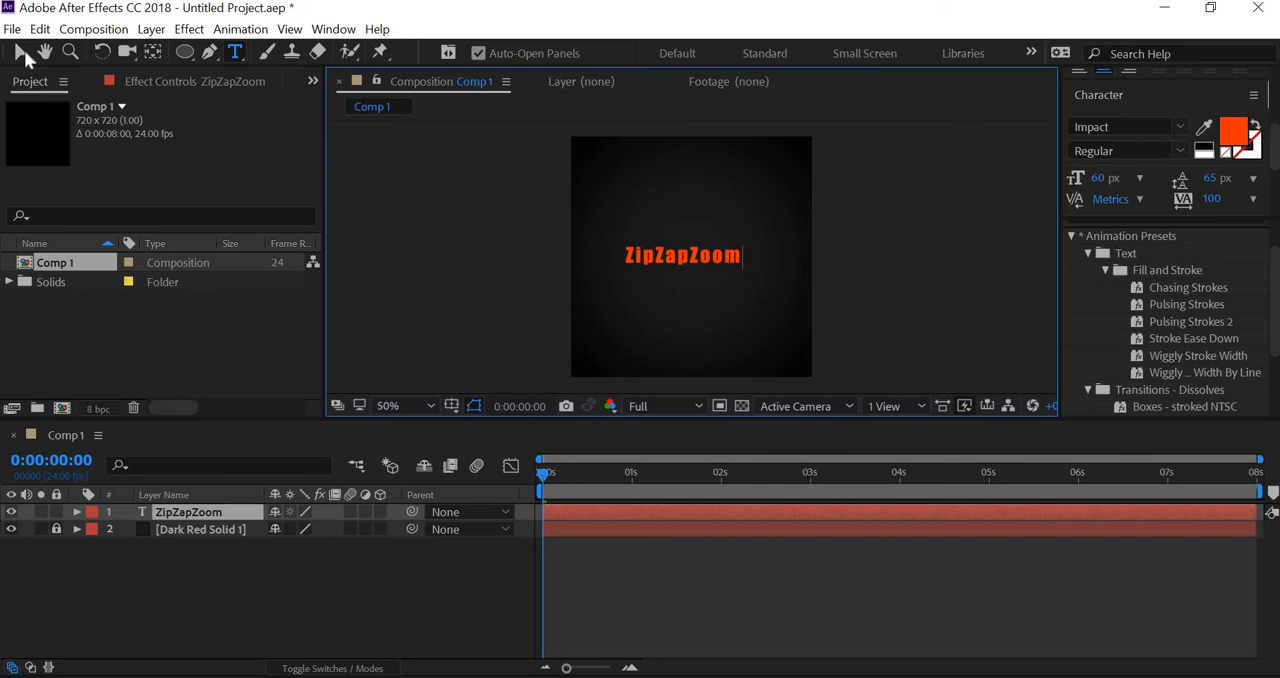 Adobe After Effects CC 2018 - Untitled Project.aep *
File Edit Composition Layer Effect Animation View Window Help
Auto-Open Panels Default Standard Small Screen Libraries Search Help
Project Effect Controls ZipZapZoom Composition Comp 1 Layer (none) Footage (none)
Comp 1
720 x 720 (1.00)
Δ 0:00:08:00, 24.00 fps
Comp 1
Character
Impact
Regular
60 px 65 px
Metrics 100
ZipZapZoom
Name Type Size Frame R...
Comp 1 Composition 24
Solids Folder
* Animation Presets
Text
Fill and Stroke
Chasing Strokes
Pulsing Strokes
Pulsing Strokes 2
Stroke Ease Down
Wiggly Stroke Width
Wiggly ... Width By Line
Transitions - Dissolves
Boxes - stroked NTSC
8 bpc
50% 0:00:00:00 Full Active Camera 1 View +0
Comp 1
0:00:00:00
00000 (24.00 fps)
01s 02s 03s 04s 05s 06s 07s 08s
# Layer Name Parent
1 T ZipZapZoom None
2 [Dark Red Solid 1] None
Toggle Switches / Modes